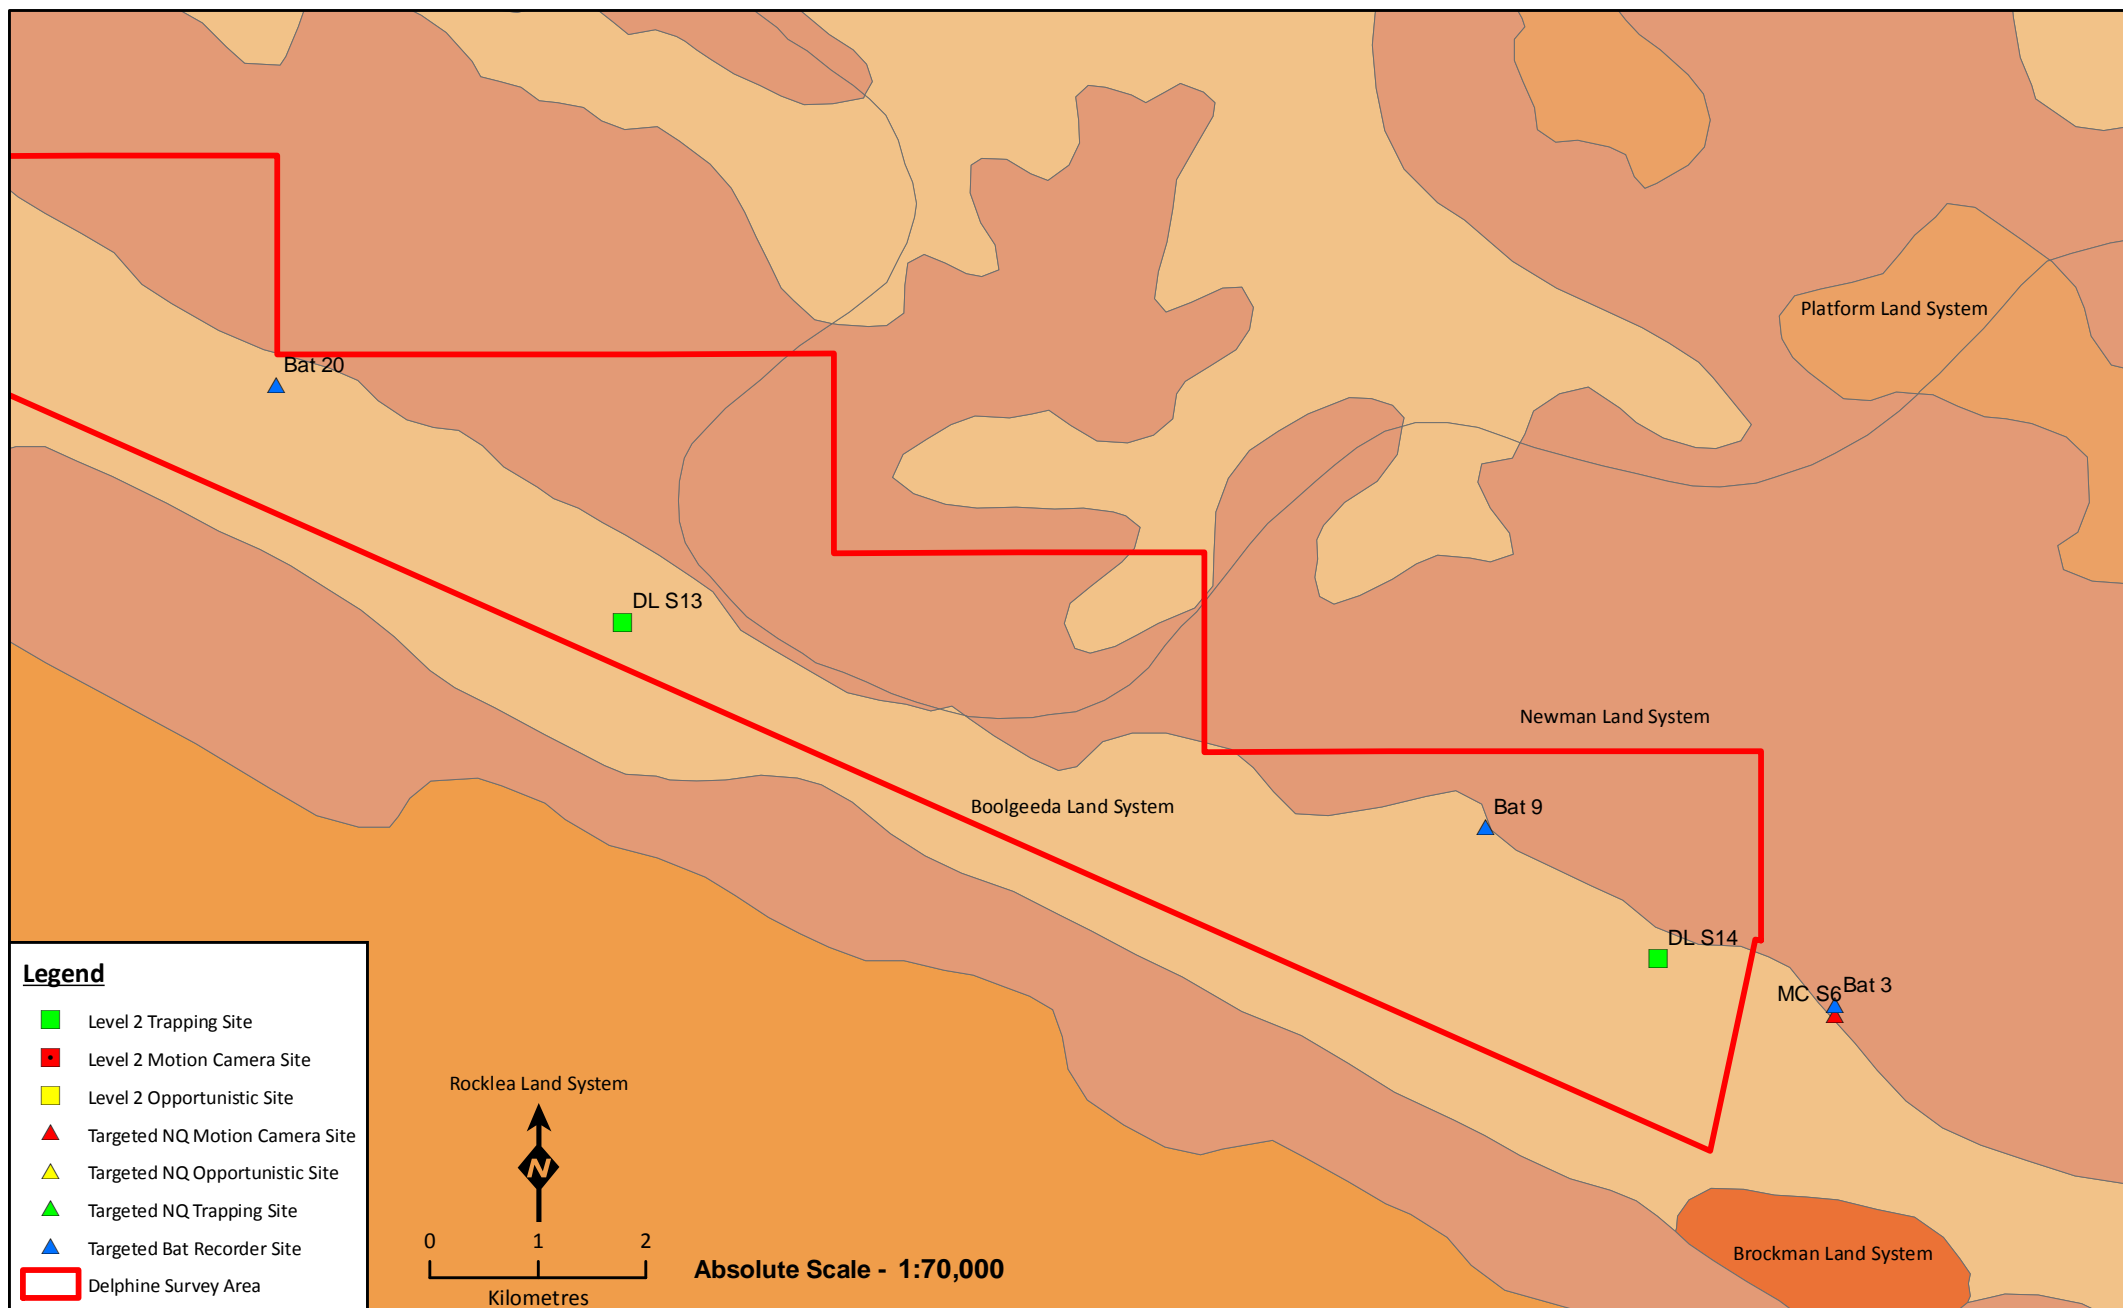 Platform Land System
Bat 20
DL S13
Newman Land System
Boolgeeda Land System
Bat 9
DL S14
Bat 3
MC S6
Legend
Level 2 Trapping Site
Level 2 Motion Camera Site
Level 2 Opportunistic Site
Targeted NQ Motion Camera Site
Targeted NQ Opportunistic Site
Targeted NQ Trapping Site
Targeted Bat Recorder Site
Delphine Survey Area
Rocklea Land System
N
0 1 2
Kilometres
Absolute Scale - 1:70,000
Brockman Land System